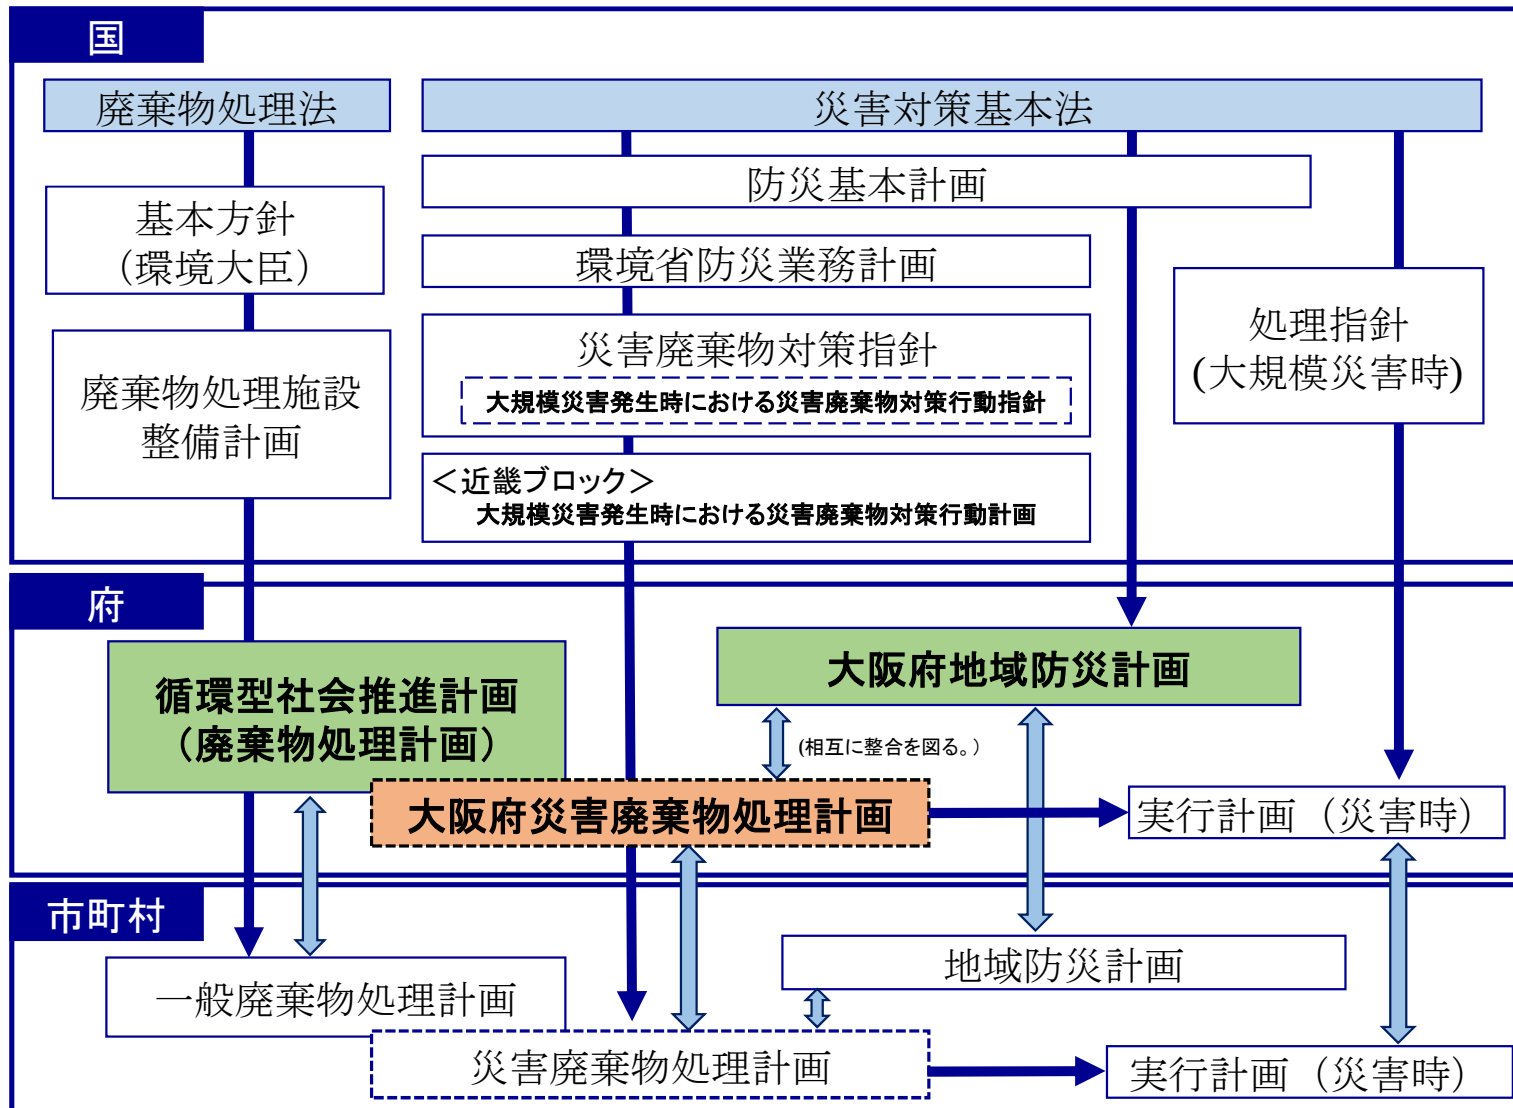 国
廃棄物処理法
災害対策基本法
防災基本計画
基本方針
（環境大臣）
環境省防災業務計画
処理指針
(大規模災害時)
災害廃棄物対策指針
大規模災害発生時における災害廃棄物対策行動指針
廃棄物処理施設
整備計画
＜近畿ブロック＞
大規模災害発生時における災害廃棄物対策行動計画
府
大阪府地域防災計画
循環型社会推進計画
（廃棄物処理計画）
(相互に整合を図る。）
大阪府災害廃棄物処理計画
実行計画（災害時）
市町村
地域防災計画
一般廃棄物処理計画
災害廃棄物処理計画
実行計画（災害時）